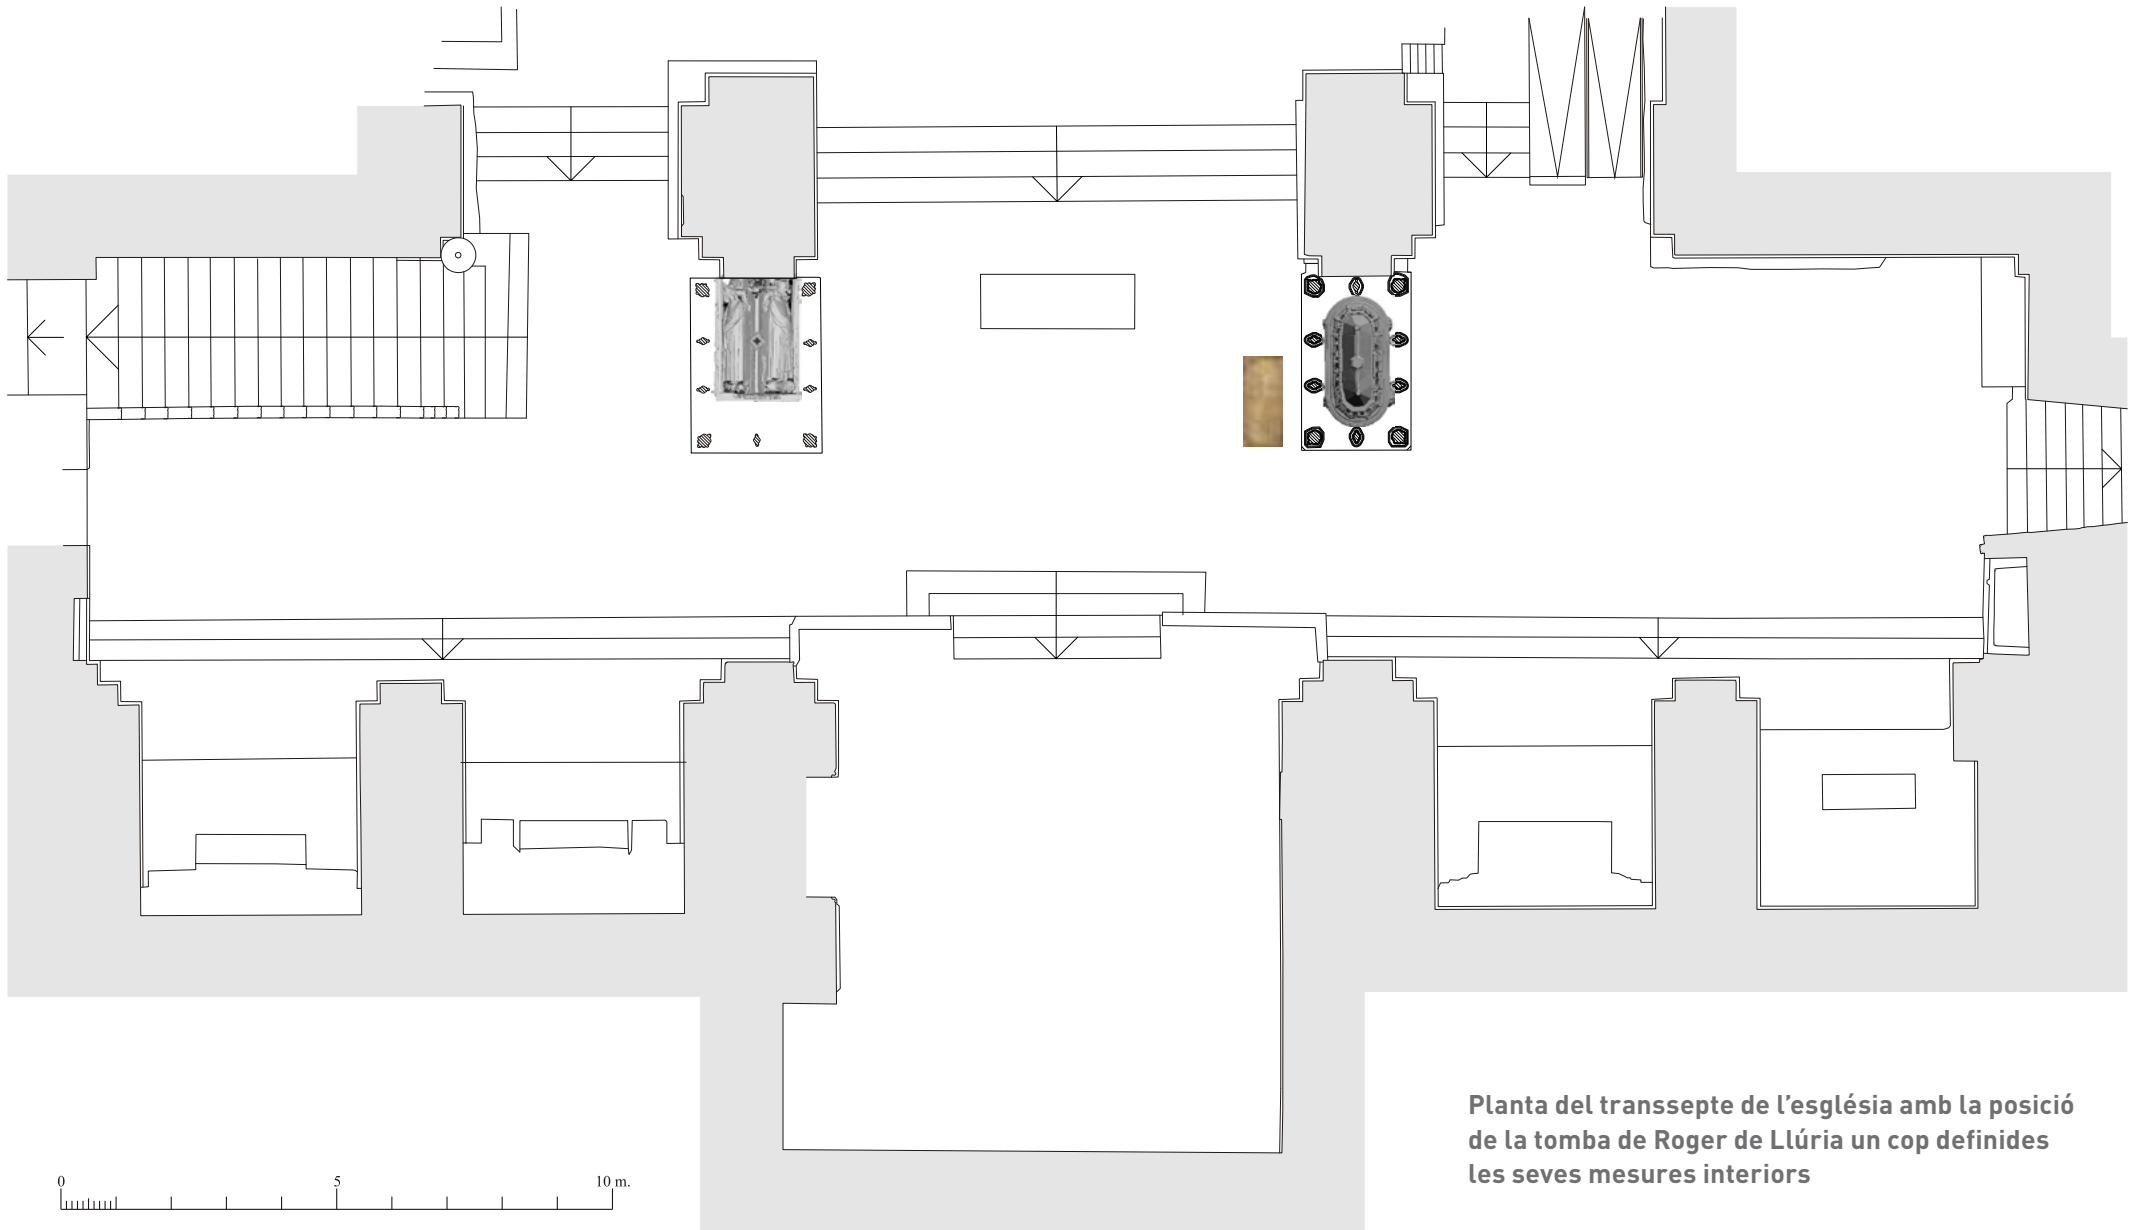 0 5 10 m.
Planta del transsepte de l'església amb la posició
de la tomba de Roger de Llúria un cop definides
les seves mesures interiors